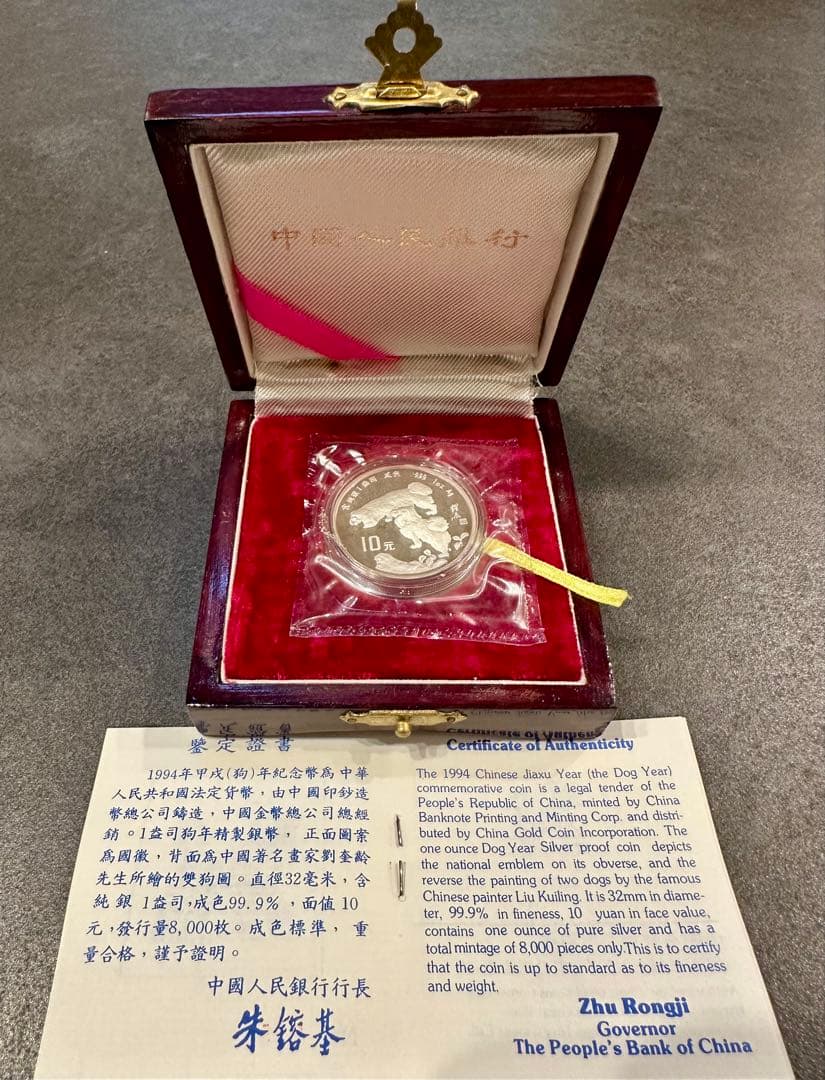 中國人民銀行
1oz Ag
10元
鑒定證書
1994年甲戌(狗)年紀念幣爲中華
人民共和國法定貨幣，由中國印鈔造
幣總公司鑄造，中國金幣總公司總經
銷。1盎司狗年精製銀幣，正面圖案
爲國徽，背面爲中國著名畫家劉奎齡
先生所繪的雙狗圖。直徑32毫米，含
純銀1盎司，成色99.9%，面值10
元，發行量8,000枚。成色標準，重
量合格，謹予證明。
中國人民銀行行長
朱鎔基
Certificate of Authenticity
The 1994 Chinese Jiaxu Year (the Dog Year)
commemorative coin is a legal tender of the
People's Republic of China, minted by China
Banknote Printing and Minting Corp. and distri-
buted by China Gold Coin Incorporation. The
one ounce Dog Year Silver proof coin depicts
the national emblem on its obverse, and the
reverse the painting of two dogs by the famous
Chinese painter Liu Kuiling. It is 32mm in diame-
ter, 99.9% in fineness, 10 yuan in face value,
contains one ounce of pure silver and has a
total mintage of 8,000 pieces only.This is to certify
that the coin is up to standard as to its fineness
and weight.
Zhu Rongji
Governor
The People's Bank of China